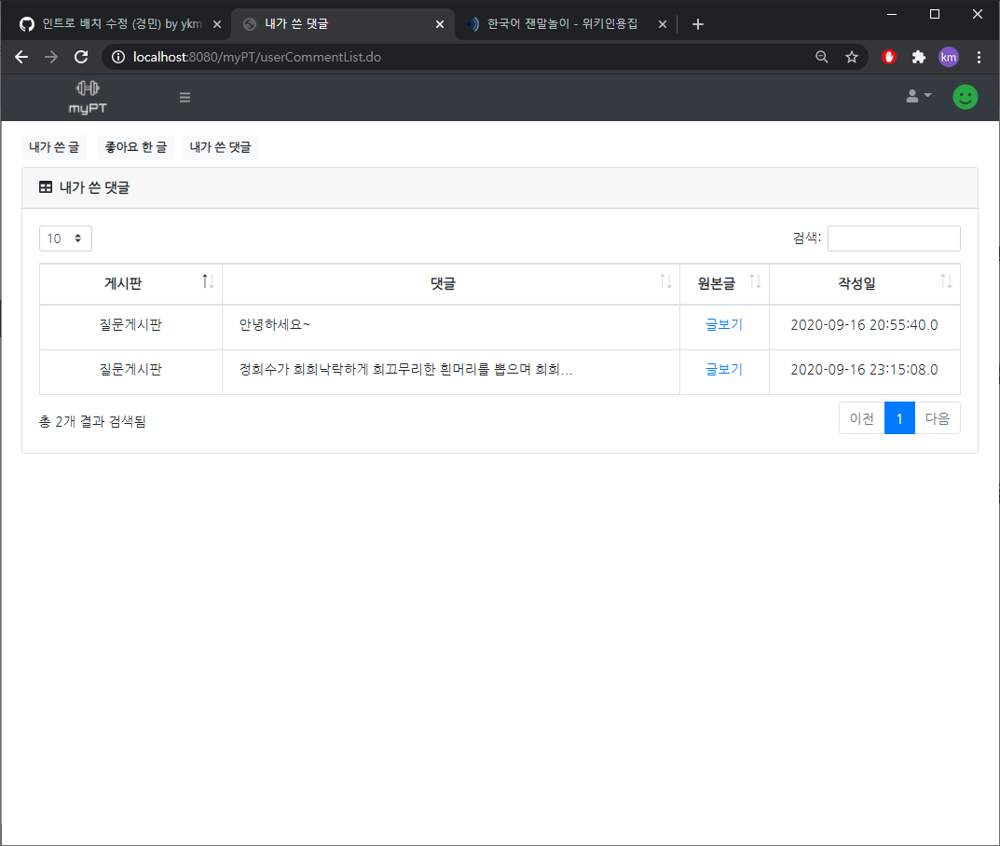 인트로 배치 수정 (경민) by ykm
내가 쓴 댓글
한국어 잰말놀이 - 위키인용집
localhost:8080/myPT/userCommentList.do
km
myPT
내가 쓴 글 좋아요 한 글 내가 쓴 댓글
내가 쓴 댓글
10 검색:
게시판 댓글 원본글 작성일
질문게시판 안녕하세요~ 글보기 2020-09-16 20:55:40.0
질문게시판 정희수가 희희낙락하게 희끄무리한 흰머리를 뽑으며 희희... 글보기 2020-09-16 23:15:08.0
총 2개 결과 검색됨 이전 1 다음